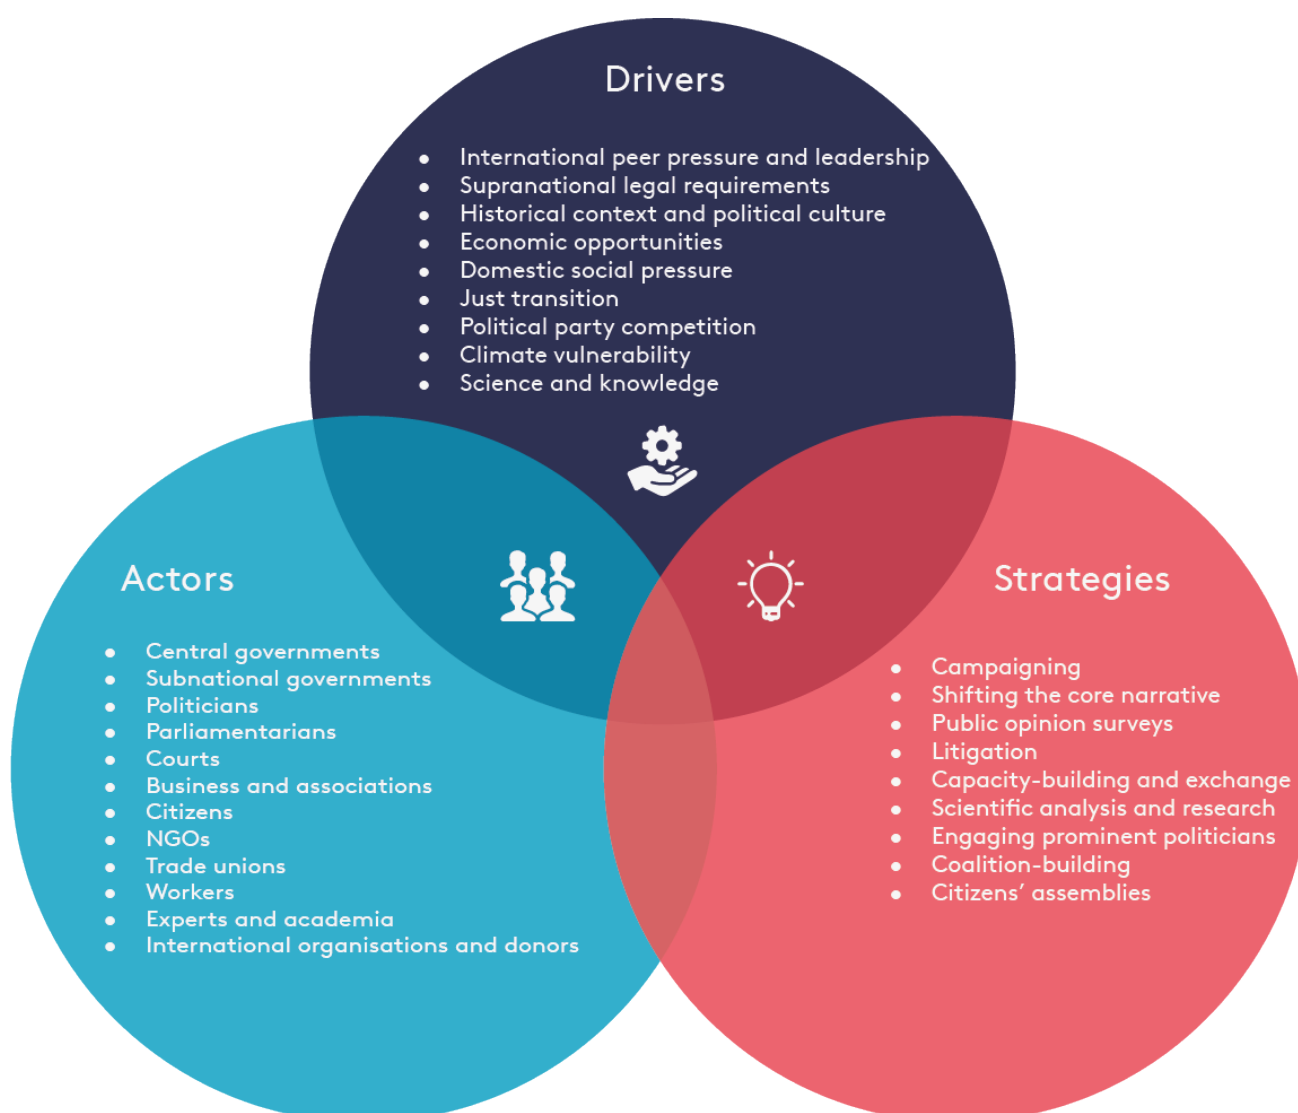 Drivers
• International peer pressure and leadership
• Supranational legal requirements
• Historical context and political culture
• Economic opportunities
• Domestic social pressure
• Just transition
• Political party competition
• Climate vulnerability
• Science and knowledge
Actors
• Central governments
• Subnational governments
• Politicians
• Parliamentarians
• Courts
• Business and associations
• Citizens
• NGOs
• Trade unions
• Workers
• Experts and academia
• International organisations and donors
Strategies
• Campaigning
• Shifting the core narrative
• Public opinion surveys
• Litigation
• Capacity-building and exchange
• Scientific analysis and research
• Engaging prominent politicians
• Coalition-building
• Citizens’ assemblies